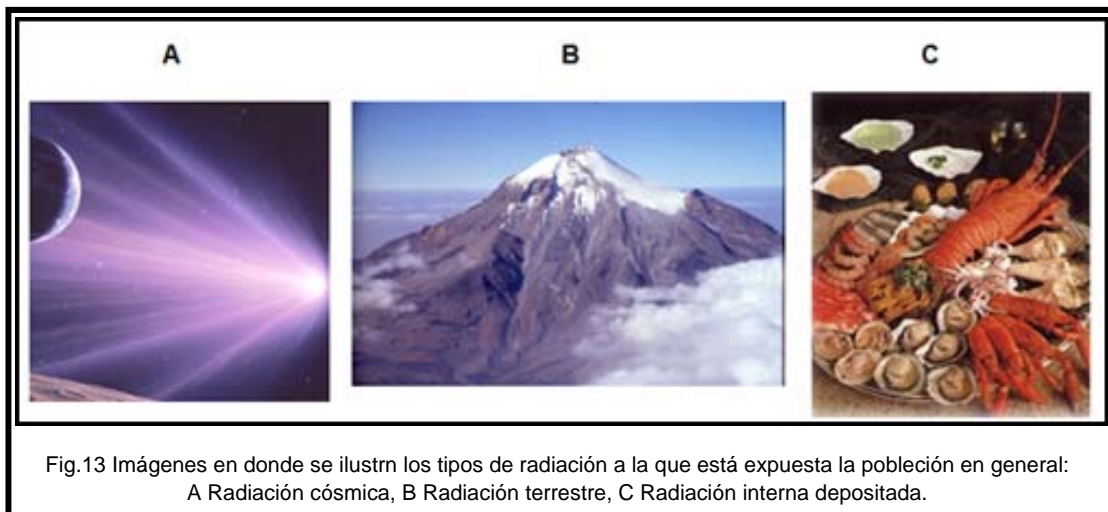 A B C
Fig.13 Imágenes en donde se ilustrn los tipos de radiación a la que está expuesta la pobleción en general:
A Radiación cósmica, B Radiación terrestre, C Radiación interna depositada.